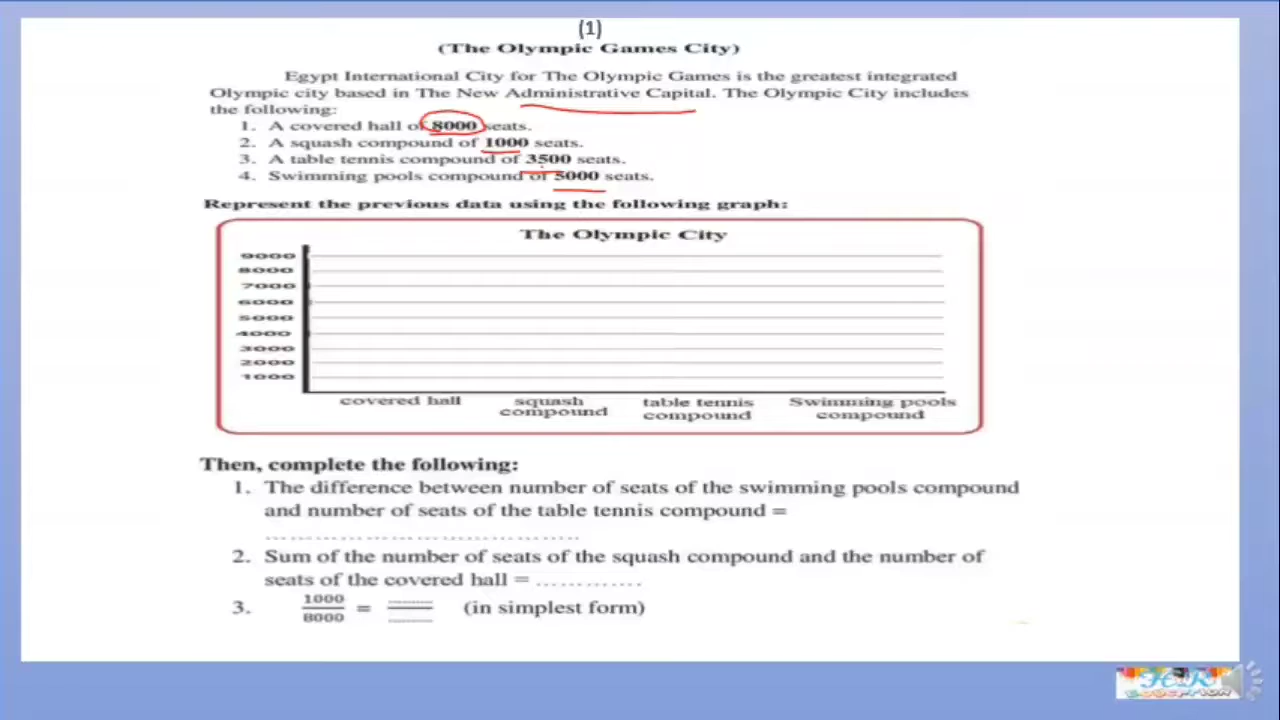 (1)
(The Olympic Games City)
Egypt International City for The Olympic Games is the greatest integrated
Olympic city based in The New Administrative Capital. The Olympic City includes
the following:
1. A covered hall of 8000 seats.
2. A squash compound of 1000 seats.
3. A table tennis compound of 3500 seats.
4. Swimming pools compound of 5000 seats.
Represent the previous data using the following graph:
The Olympic City
9000
8000
7000
6000
5000
4000
3000
2000
1000
covered hall squash table tennis Swimming pools
compound compound compound
Then, complete the following:
1. The difference between number of seats of the swimming pools compound
and number of seats of the table tennis compound =
..........................................
2. Sum of the number of seats of the squash compound and the number of
seats of the covered hall = .............
3. 1000/8000 = ......../........ (in simplest form)